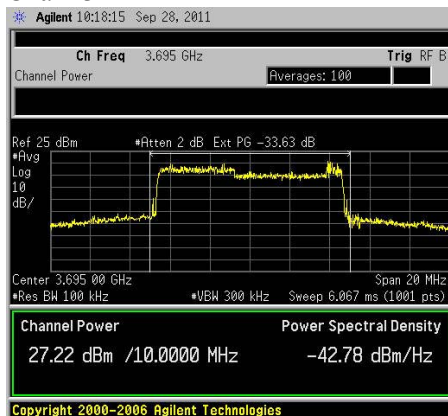 Agilent 10:18:15 Sep 28, 2011
Ch Freq 3.695 GHz Trig RF B
Channel Power Averages: 100
Ref 25 dBm #Atten 2 dB Ext PG -33.63 dB
#Avg
Log
10
dB/
Center 3.695 00 GHz Span 20 MHz
#Res BW 100 kHz #VBW 300 kHz Sweep 6.067 ms (1001 pts)
Channel Power Power Spectral Density
27.22 dBm /10.0000 MHz -42.78 dBm/Hz
Copyright 2000-2006 Agilent Technologies